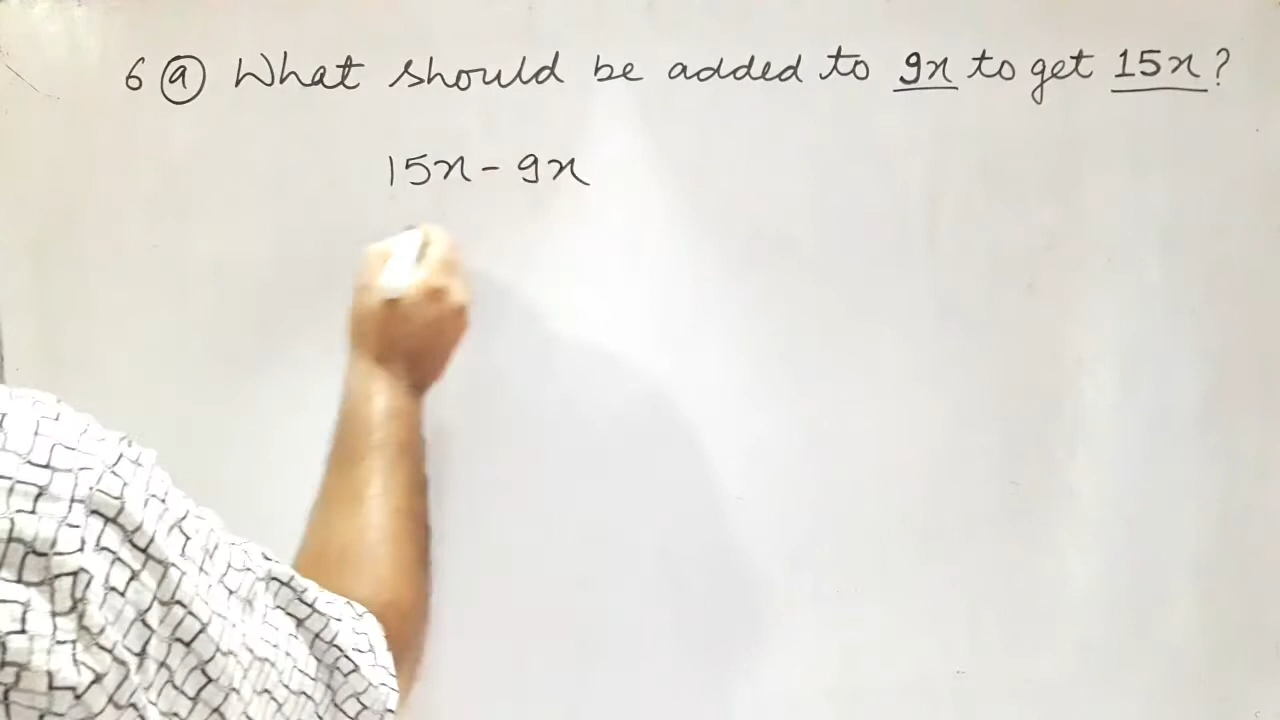 6 ⓐ What should be added to 9x to get 15x?
15x - 9x